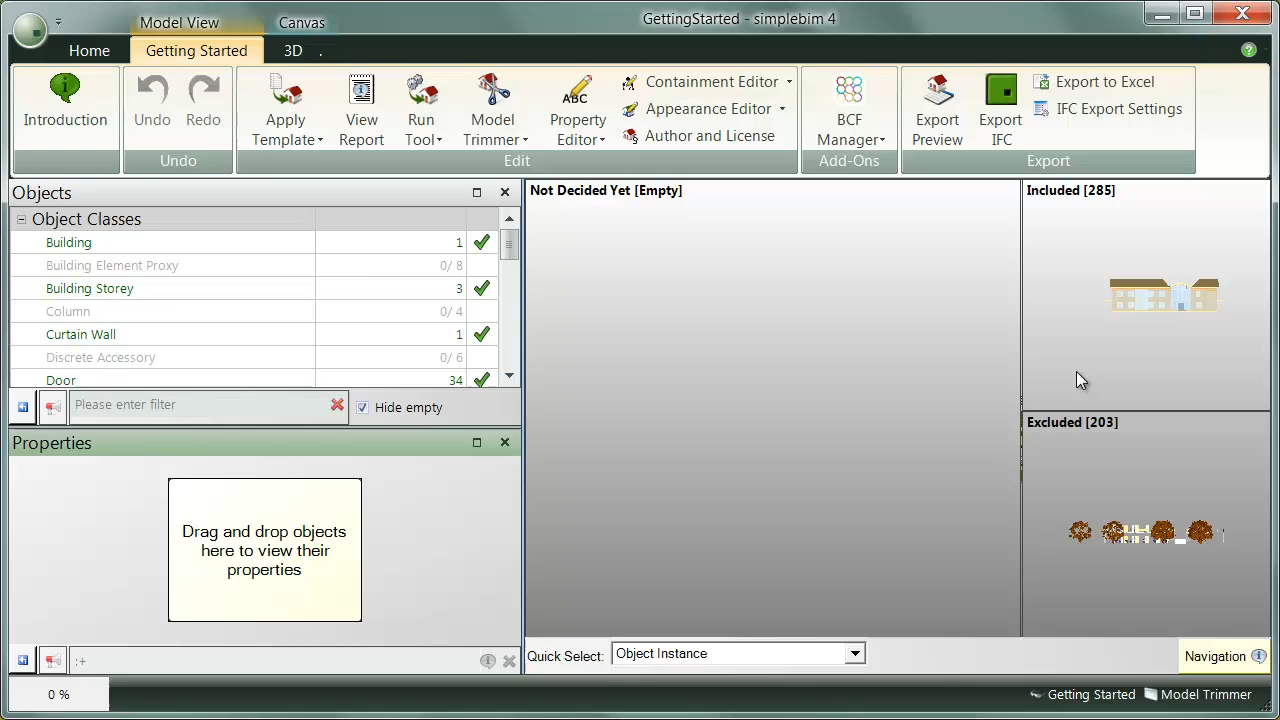 Model View
Canvas
GettingStarted - simplebim 4
Home
Getting Started
3D
Introduction
Undo
Redo
Undo
Apply
Template
View
Report
Run
Tool
Model
Trimmer
ABC
Property
Editor
Containment Editor
Appearance Editor
Author and License
Edit
BCF
Manager
Add-Ons
Export
Preview
Export
IFC
Export to Excel
IFC Export Settings
Export
Objects
Object Classes
Building 1
Building Element Proxy 0/ 8
Building Storey 3
Column 0/ 4
Curtain Wall 1
Discrete Accessory 0/ 6
Door 34
Please enter filter
Hide empty
Properties
Drag and drop objects
here to view their
properties
:+
Not Decided Yet [Empty]
Included [285]
Excluded [203]
Quick Select: Object Instance
Navigation
0 %
Getting Started
Model Trimmer